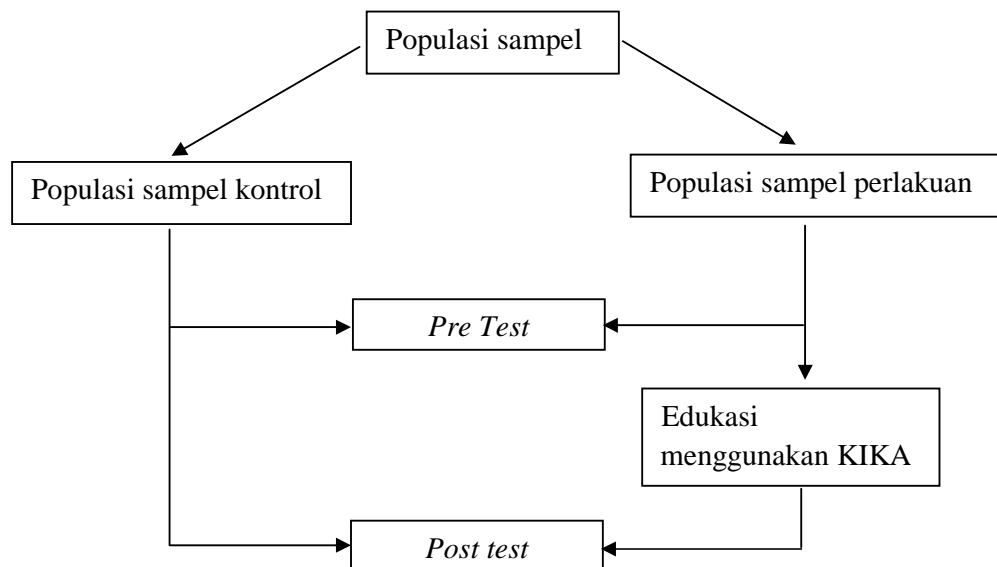 Populasi sampel
Populasi sampel kontrol
Populasi sampel perlakuan
Pre Test
Edukasi
menggunakan KIKA
Post test